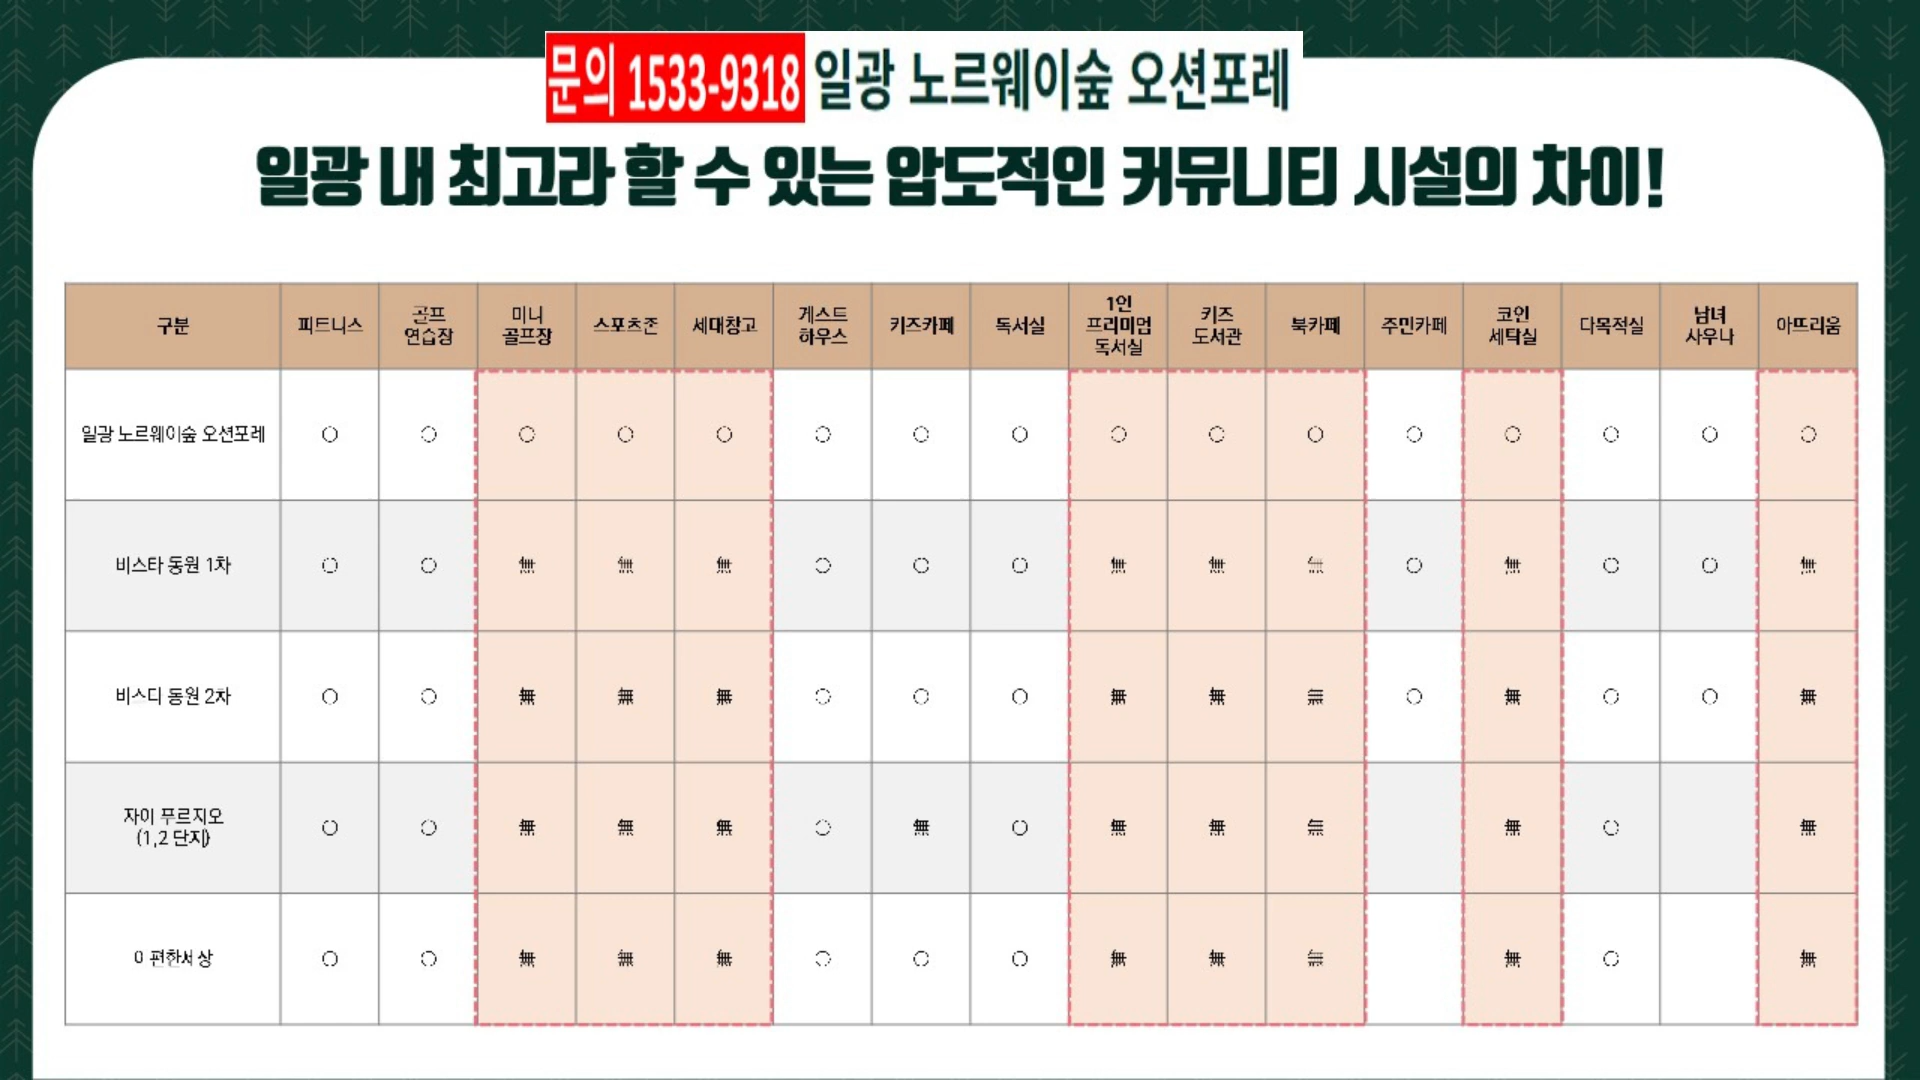 문의 1533-9318 일광 노르웨이숲 오션포레
일광 내 최고라 할 수 있는 압도적인 커뮤니티 시설의 차이!
구분 피트니스 골프 연습장 미니 골프장 스포츠존 세대창고 게스트 하우스 키즈카페 독서실 1인 프리미엄 독서실 키즈 도서관 북카페 주민카페 코인 세탁실 다목적실 남녀 사우나 아뜨리움
일광 노르웨이숲 오션포레 ○ ○ ○ ○ ○ ○ ○ ○ ○ ○ ○ ○ ○ ○ ○ ○
비스타 동원 1차 ○ ○ 無 無 無 ○ ○ ○ 無 無 無 ○ 無 ○ ○ 無
비스디 동원 2차 ○ ○ 無 無 無 ○ ○ ○ 無 無 無 ○ 無 ○ ○ 無
자이 푸르지오
(1,2 단지) ○ ○ 無 無 無 ○ 無 ○ 無 無 無 無 ○ 無
0 편한세상 ○ ○ 無 無 無 ○ ○ ○ 無 無 無 無 ○ 無